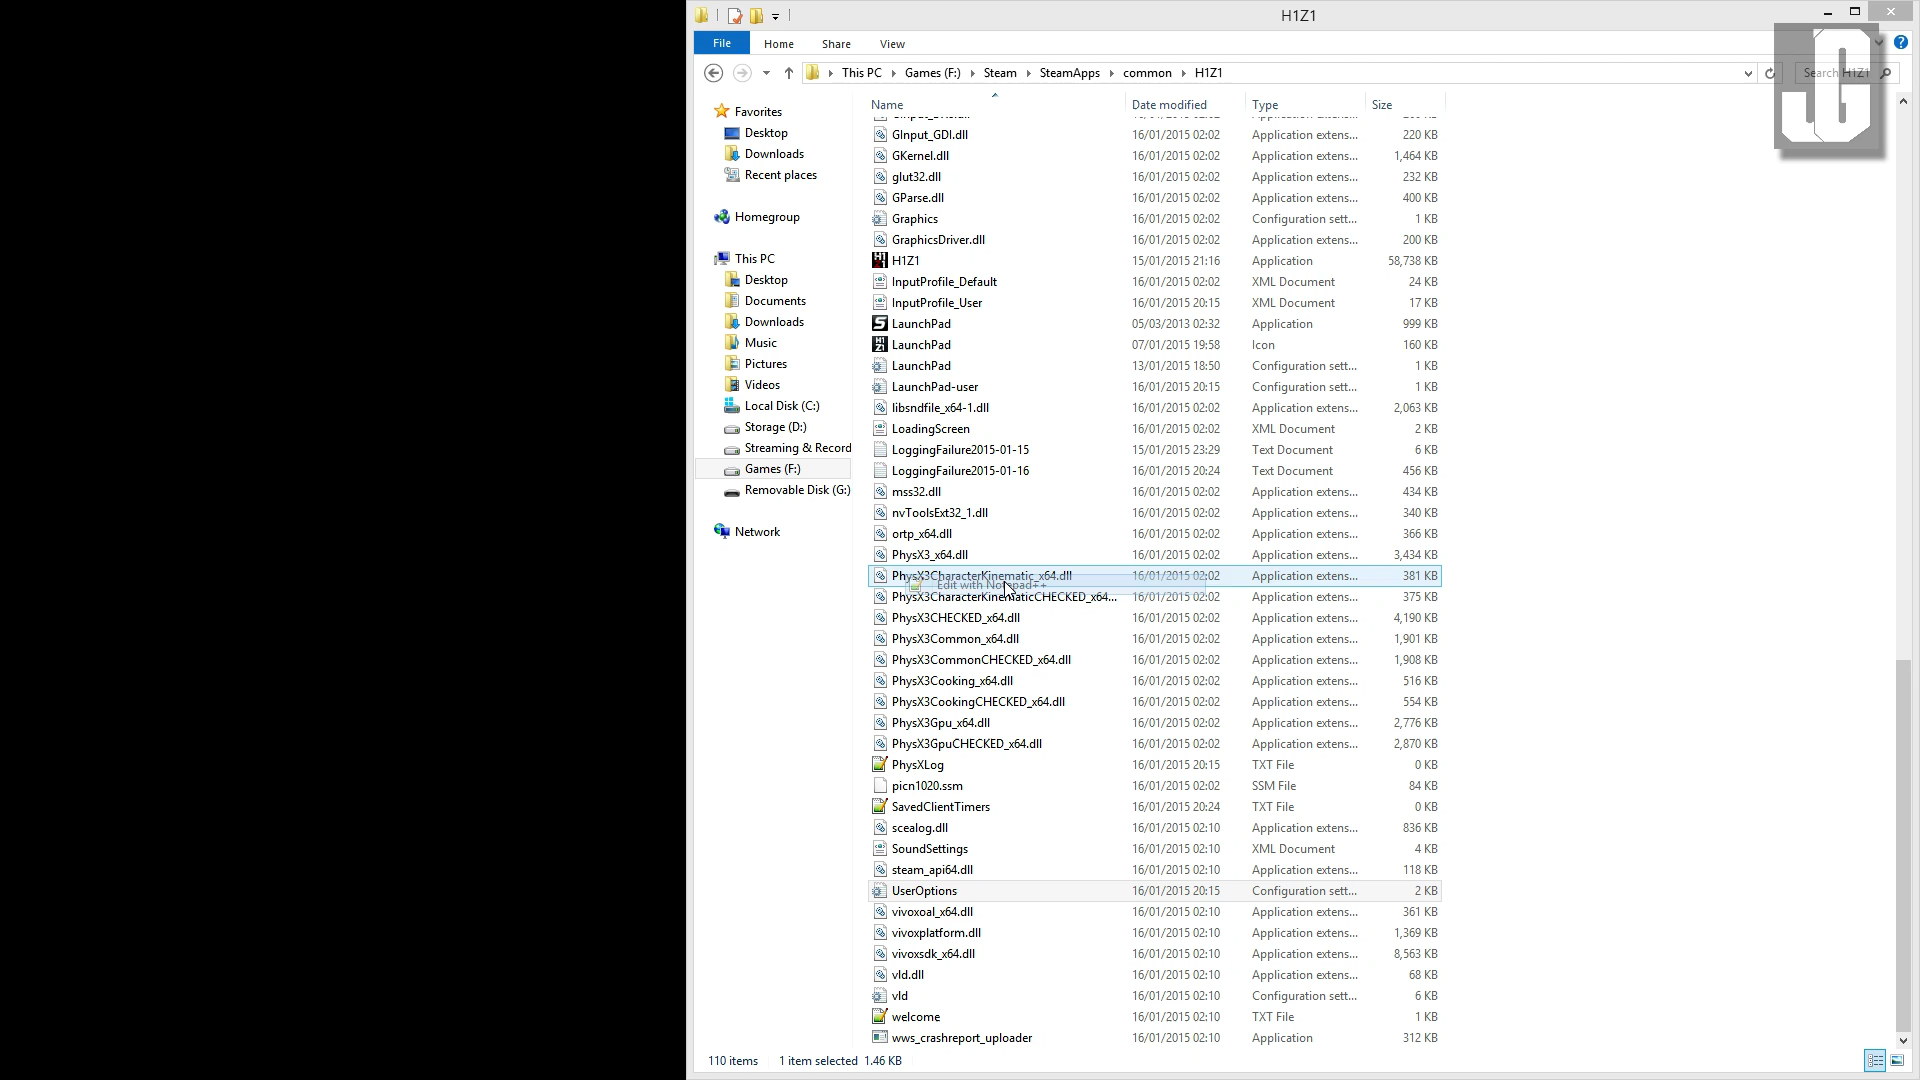 H1Z1
File Home Share View
This PC Games (F:) Steam SteamApps common H1Z1
Search H1Z1
Favorites
Desktop
Downloads
Recent places
Homegroup
This PC
Desktop
Documents
Downloads
Music
Pictures
Videos
Local Disk (C:)
Storage (D:)
Streaming & Record
Games (F:)
Removable Disk (G:)
Network
Name Date modified Type Size
GInput_GDI.dll 16/01/2015 02:02 Application extens... 220 KB
GKernel.dll 16/01/2015 02:02 Application extens... 1,464 KB
glut32.dll 16/01/2015 02:02 Application extens... 232 KB
GParse.dll 16/01/2015 02:02 Application extens... 400 KB
Graphics 16/01/2015 02:02 Configuration sett... 1 KB
GraphicsDriver.dll 16/01/2015 02:02 Application extens... 200 KB
H1Z1 15/01/2015 21:16 Application 58,738 KB
InputProfile_Default 16/01/2015 02:02 XML Document 24 KB
InputProfile_User 16/01/2015 20:15 XML Document 17 KB
LaunchPad 05/03/2013 02:32 Application 999 KB
LaunchPad 07/01/2015 19:58 Icon 160 KB
LaunchPad 13/01/2015 18:50 Configuration sett... 1 KB
LaunchPad-user 16/01/2015 20:15 Configuration sett... 1 KB
libsndfile_x64-1.dll 16/01/2015 02:02 Application extens... 2,063 KB
LoadingScreen 16/01/2015 02:02 XML Document 2 KB
LoggingFailure2015-01-15 15/01/2015 23:29 Text Document 6 KB
LoggingFailure2015-01-16 16/01/2015 20:24 Text Document 456 KB
mss32.dll 16/01/2015 02:02 Application extens... 434 KB
nvToolsExt32_1.dll 16/01/2015 02:02 Application extens... 340 KB
ortp_x64.dll 16/01/2015 02:02 Application extens... 366 KB
PhysX3_x64.dll 16/01/2015 02:02 Application extens... 3,434 KB
PhysX3CharacterKinematic_x64.dll 16/01/2015 02:02 Application extens... 381 KB
Edit with Notepad++
PhysX3CharacterKinematicCHECKED_x64... 16/01/2015 02:02 Application extens... 375 KB
PhysX3CHECKED_x64.dll 16/01/2015 02:02 Application extens... 4,190 KB
PhysX3Common_x64.dll 16/01/2015 02:02 Application extens... 1,901 KB
PhysX3CommonCHECKED_x64.dll 16/01/2015 02:02 Application extens... 1,908 KB
PhysX3Cooking_x64.dll 16/01/2015 02:02 Application extens... 516 KB
PhysX3CookingCHECKED_x64.dll 16/01/2015 02:02 Application extens... 554 KB
PhysX3Gpu_x64.dll 16/01/2015 02:02 Application extens... 2,776 KB
PhysX3GpuCHECKED_x64.dll 16/01/2015 02:02 Application extens... 2,870 KB
PhysXLog 16/01/2015 20:15 TXT File 0 KB
picn1020.ssm 16/01/2015 02:02 SSM File 84 KB
SavedClientTimers 16/01/2015 20:24 TXT File 0 KB
scealog.dll 16/01/2015 02:10 Application extens... 836 KB
SoundSettings 16/01/2015 02:10 XML Document 4 KB
steam_api64.dll 16/01/2015 02:10 Application extens... 118 KB
UserOptions 16/01/2015 20:15 Configuration sett... 2 KB
vivoxoal_x64.dll 16/01/2015 02:10 Application extens... 361 KB
vivoxplatform.dll 16/01/2015 02:10 Application extens... 1,369 KB
vivoxsdk_x64.dll 16/01/2015 02:10 Application extens... 8,563 KB
vld.dll 16/01/2015 02:10 Application extens... 68 KB
vld 16/01/2015 02:10 Configuration sett... 6 KB
welcome 16/01/2015 02:10 TXT File 1 KB
wws_crashreport_uploader 16/01/2015 02:10 Application 312 KB
110 items 1 item selected 1.46 KB